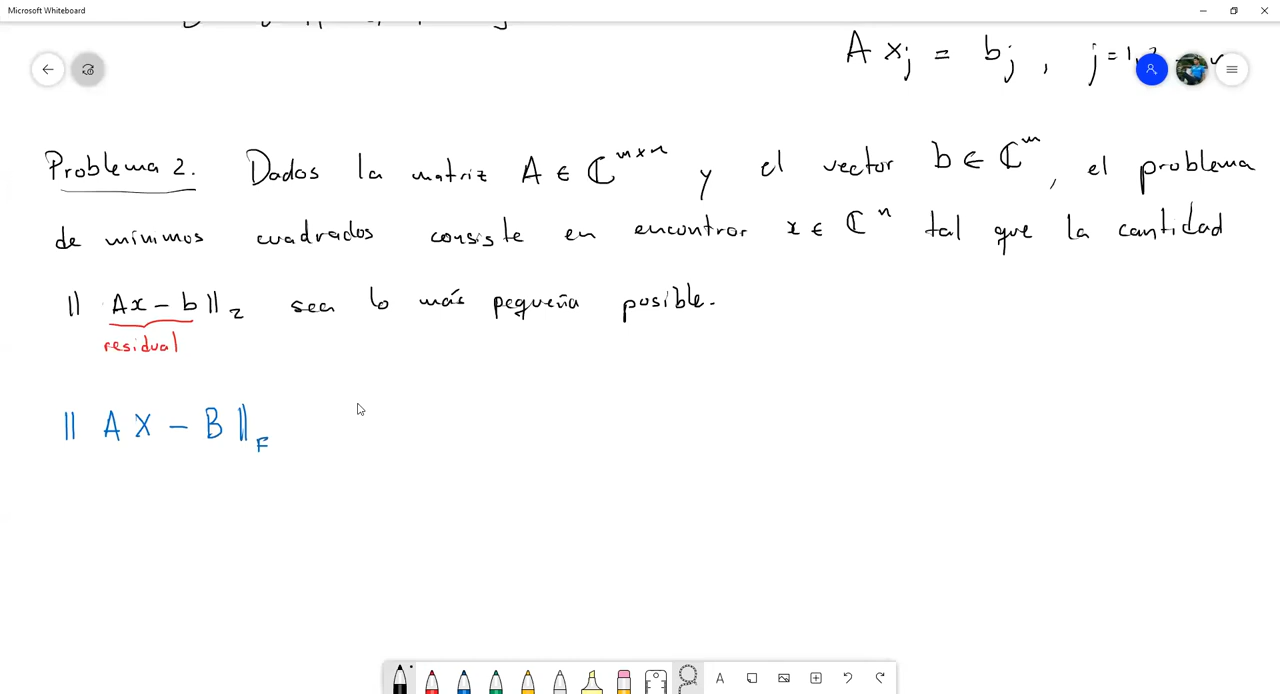 Microsoft Whiteboard
A x_j = b_j , j = 1,
Problema 2. Dados la matriz A ∈ ℂ^{m×n} y el vector b ∈ ℂ^m, el problema
de mínimos cuadrados consiste en encontrar x ∈ ℂ^n tal que la cantidad
|| Ax - b ||_2 sea lo más pequeña posible.
residual
|| AX - B ||_F
A